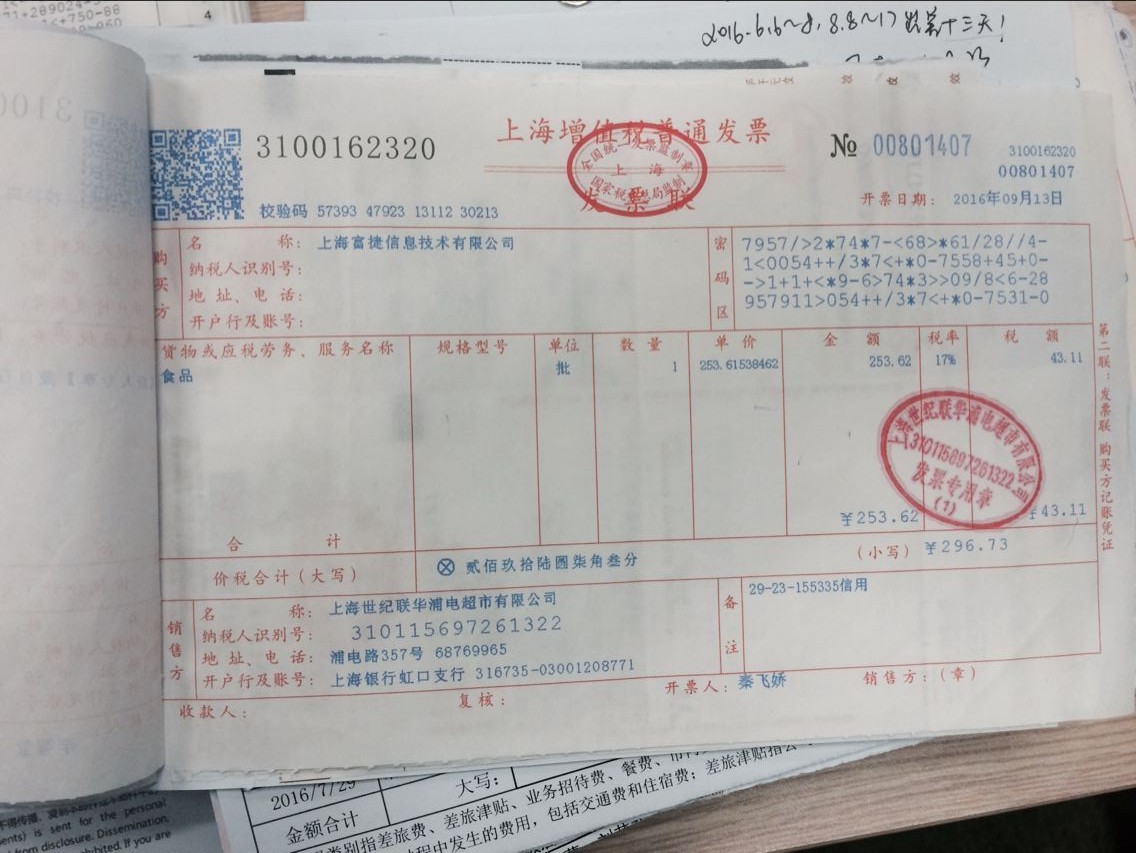 4
上海增值税普通发票
全国统一发票监制章
上海
国家税务总局监制
发票联
3100162320
№ 00801407
3100162320
00801407
校验码 57393 47923 13112 30213
开票日期: 2016年09月13日
购买方
名称: 上海富捷信息技术有限公司
纳税人识别号:
地址、电话:
开户行及账号:
密码区
7957/>2*74*7-<68>*61/28//4-
1<0054++/3*7<+*0-7558+45+0-
->1+1+<*9-6>74*3>>09/8<6-28
957911>054++/3*7<+*0-7531-0
货物或应税劳务、服务名称 规格型号 单位 数量 单价 金额 税率 税额
食品 批 1 253.61538462 253.62 17% 43.11
上海世纪联华浦电超市有限公司
310115697261322
发票专用章
(1)
合计 ¥253.62 ¥43.11
价税合计(大写) ⊗ 贰佰玖拾陆圆柒角叁分 (小写) ¥296.73
销售方
名称: 上海世纪联华浦电超市有限公司
纳税人识别号: 310115697261322
地址、电话: 浦电路357号 68769965
开户行及账号: 上海银行虹口支行 316735-03001208771
备注
29-23-155335信用
收款人: 复核: 开票人: 秦飞娇 销售方:(章)
第二联:发票联 购买方记账凭证
2016/7/29
大写:
金额合计
类别指差旅费、差旅津贴、业务招待费、餐费、市内
过程中发生的费用,包括交通费和住宿费;差旅津贴指公
is sent for the personal
from disclosure. Dissemination,
If you are